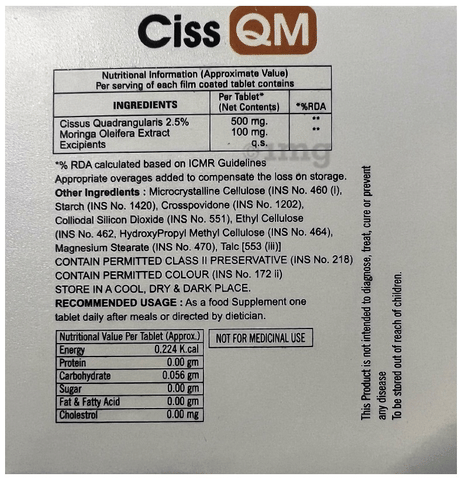 Ciss QM
Nutritional Information (Approximate Value)
Per serving of each film coated tablet contains
INGREDIENTS Per Tablet* (Net Contents) *%RDA
Cissus Quadrangularis 2.5% 500 mg. **
Moringa Oleifera Extract 100 mg. **
Excipients q.s.
1mg
*% RDA calculated based on ICMR Guidelines
Appropriate overages added to compensate the loss on storage.
Other Ingredients : Microcrystalline Cellulose (INS No. 460 (i),
Starch (INS No. 1420), Crosspovidone (INS No. 1202),
Colliodal Silicon Dioxide (INS No. 551), Ethyl Cellulose
(INS No. 462, HydroxyPropyl Methyl Cellulose (INS No. 464),
Magnesium Stearate (INS No. 470), Talc [553 (iii)]
CONTAIN PERMITTED CLASS II PRESERVATIVE (INS No. 218)
CONTAIN PERMITTED COLOUR (INS No. 172 ii)
STORE IN A COOL, DRY & DARK PLACE.
RECOMMENDED USAGE : As a food Supplement one
tablet daily after meals or directed by dietician.
Nutritional Value Per Tablet (Approx.)
Energy 0.224 K.cal
Protein 0.00 gm
Carbohydrate 0.056 gm
Sugar 0.00 gm
Fat & Fatty Acid 0.00 gm
Cholestrol 0.00 mg
NOT FOR MEDICINAL USE
This Product is not intended to diagnose, treat, cure or prevent
any disease
To be stored out of reach of children.